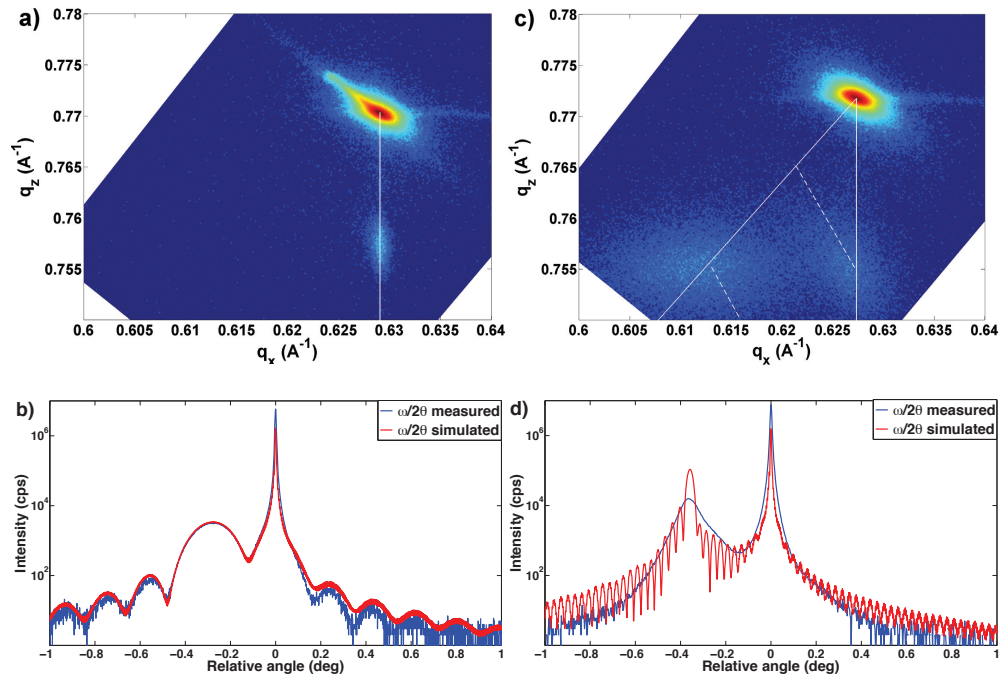 a)
0.78
0.775
0.77
0.765
0.76
0.755
q_z (A^-1)
0.6 0.605 0.61 0.615 0.62 0.625 0.63 0.635 0.64
q_x (A^-1)
c)
0.78
0.775
0.77
0.765
0.76
0.755
q_z (A^-1)
0.6 0.605 0.61 0.615 0.62 0.625 0.63 0.635 0.64
q_x (A^-1)
b)
ω/2θ measured
ω/2θ simulated
10^6
10^4
10^2
Intensity (cps)
−1 −0.8 −0.6 −0.4 −0.2 0 0.2 0.4 0.6 0.8 1
Relative angle (deg)
d)
ω/2θ measured
ω/2θ simulated
10^6
10^4
10^2
Intensity (cps)
−1 −0.8 −0.6 −0.4 −0.2 0 0.2 0.4 0.6 0.8 1
Relative angle (deg)